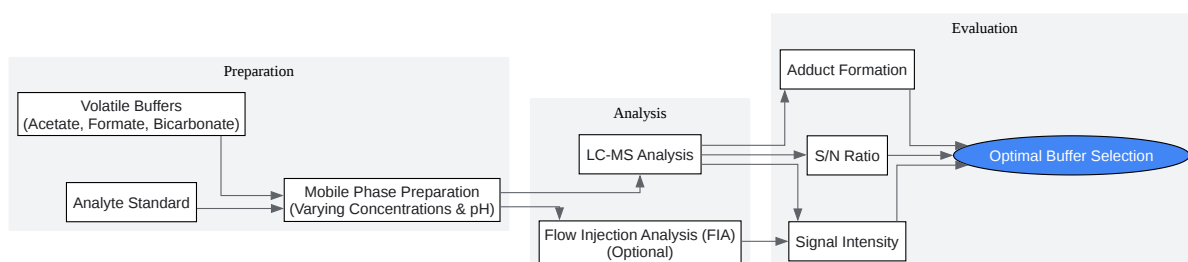 Preparation
Volatile Buffers
(Acetate, Formate, Bicarbonate)
Analyte Standard
Mobile Phase Preparation
(Varying Concentrations & pH)
Analysis
LC-MS Analysis
Flow Injection Analysis (FIA)
(Optional)
Evaluation
Adduct Formation
S/N Ratio
Signal Intensity
Optimal Buffer Selection